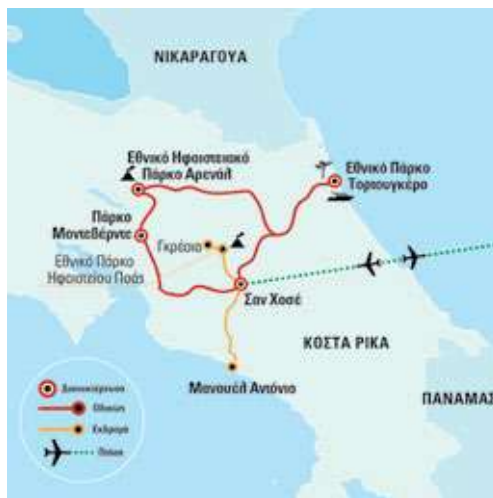 ΝΙΚΑΡΑΓΟΥΑ
Εθνικό Ηφαιστειακό
Πάρκο Αρενάλ
Εθνικό Πάρκο
Τορτουγκέρο
Πάρκο
Μοντεβέρντε
Γκρέσια
Εθνικό Πάρκο
Ηφαιστείου Ποάς
Σαν Χοσέ
ΚΟΣΤΑ ΡΙΚΑ
Μανουέλ Αντόνιο
ΠΑΝΑΜΑΣ
Διανυκτέρευση
Οδικώς
Εκδρομή
Πτήση